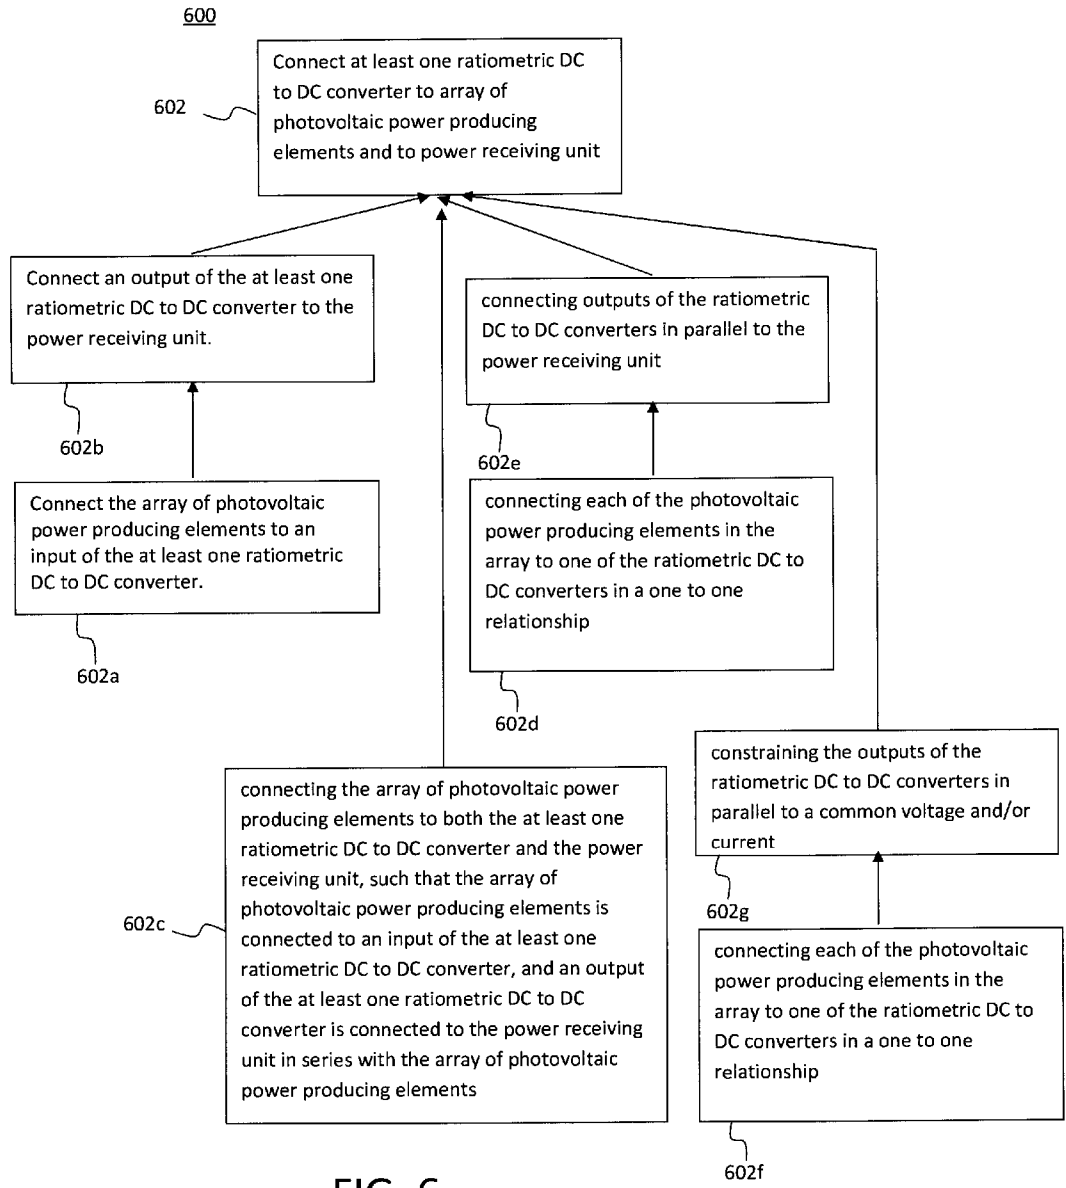 600
Connect at least one ratiometric DC
to DC converter to array of
photovoltaic power producing
elements and to power receiving unit
602
Connect an output of the at least one
ratiometric DC to DC converter to the
power receiving unit.
602b
connecting outputs of the ratiometric
DC to DC converters in parallel to the
power receiving unit
602e
Connect the array of photovoltaic
power producing elements to an
input of the at least one ratiometric
DC to DC converter.
602a
connecting each of the photovoltaic
power producing elements in the
array to one of the ratiometric DC to
DC converters in a one to one
relationship
602d
connecting the array of photovoltaic power
producing elements to both the at least one
ratiometric DC to DC converter and the power
receiving unit, such that the array of
photovoltaic power producing elements is
connected to an input of the at least one
ratiometric DC to DC converter, and an output
of the at least one ratiometric DC to DC
converter is connected to the power receiving
unit in series with the array of photovoltaic
power producing elements
602c
constraining the outputs of the
ratiometric DC to DC converters in
parallel to a common voltage and/or
current
602g
connecting each of the photovoltaic
power producing elements in the
array to one of the ratiometric DC to
DC converters in a one to one
relationship
602f
FIG. 6